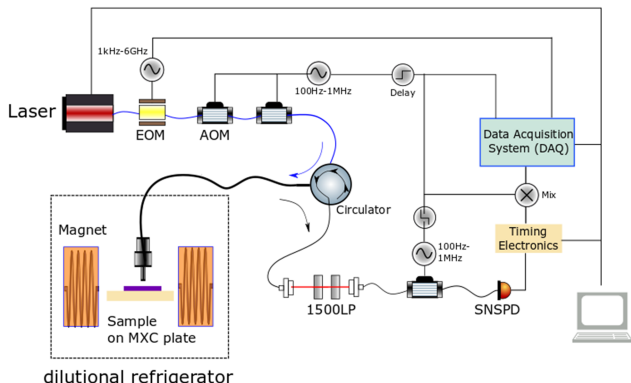 1kHz-6GHz
100Hz-1MHz
Delay
Laser
EOM
AOM
Data Acquisition
System (DAQ)
Mix
Circulator
Magnet
Timing
Electronics
100Hz-
1MHz
1500LP
SNSPD
Sample
on MXC plate
dilutional refrigerator